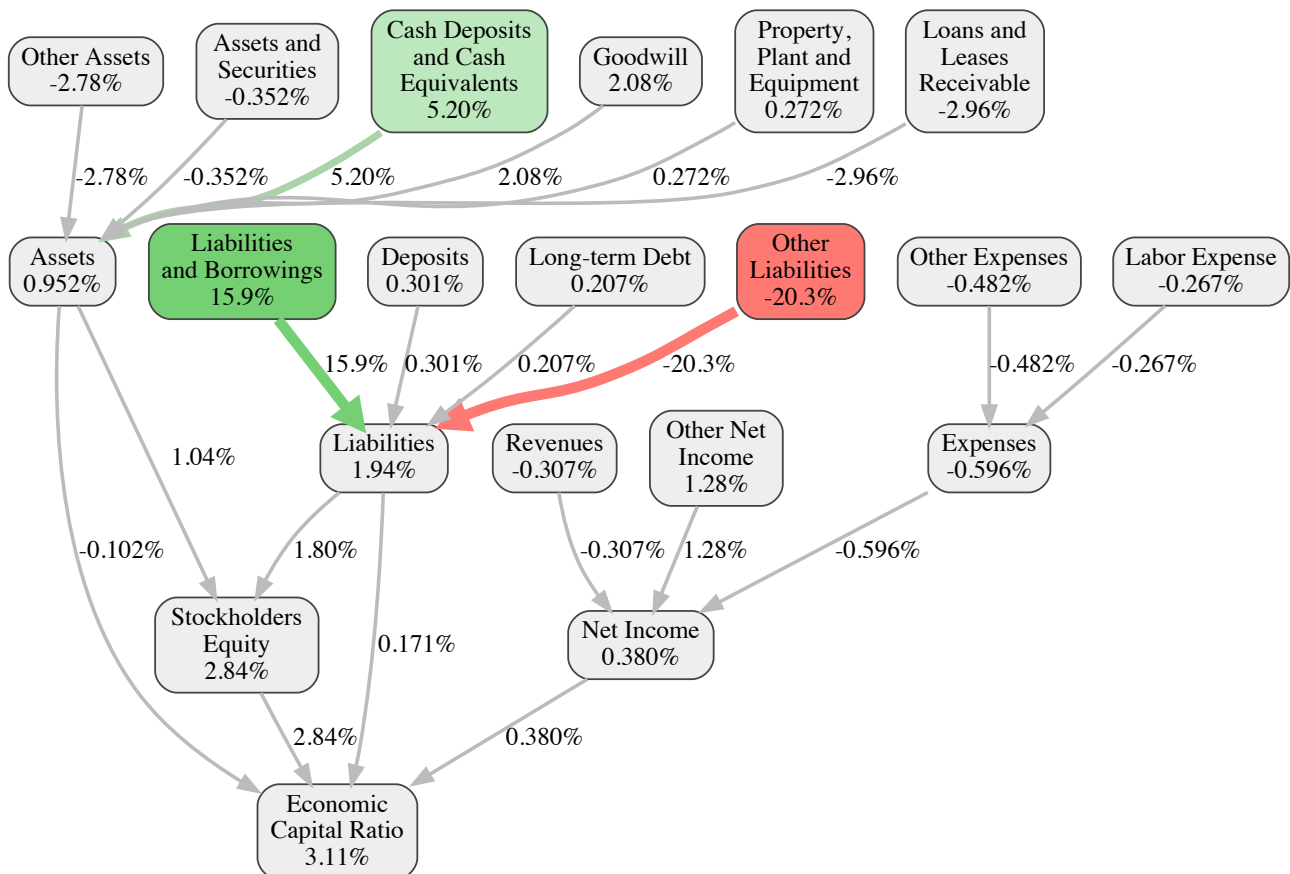 Other Assets
-2.78%
Assets and
Securities
-0.352%
Cash Deposits
and Cash
Equivalents
5.20%
Goodwill
2.08%
Property,
Plant and
Equipment
0.272%
Loans and
Leases
Receivable
-2.96%
-2.78%
-0.352%
5.20%
2.08%
0.272%
-2.96%
Assets
0.952%
Liabilities
and Borrowings
15.9%
Deposits
0.301%
Long-term Debt
0.207%
Other
Liabilities
-20.3%
Other Expenses
-0.482%
Labor Expense
-0.267%
15.9%
0.301%
0.207%
-20.3%
-0.482%
-0.267%
1.04%
Liabilities
1.94%
Revenues
-0.307%
Other Net
Income
1.28%
Expenses
-0.596%
-0.102%
1.80%
-0.307%
1.28%
-0.596%
Stockholders
Equity
2.84%
0.171%
Net Income
0.380%
2.84%
0.380%
Economic
Capital Ratio
3.11%